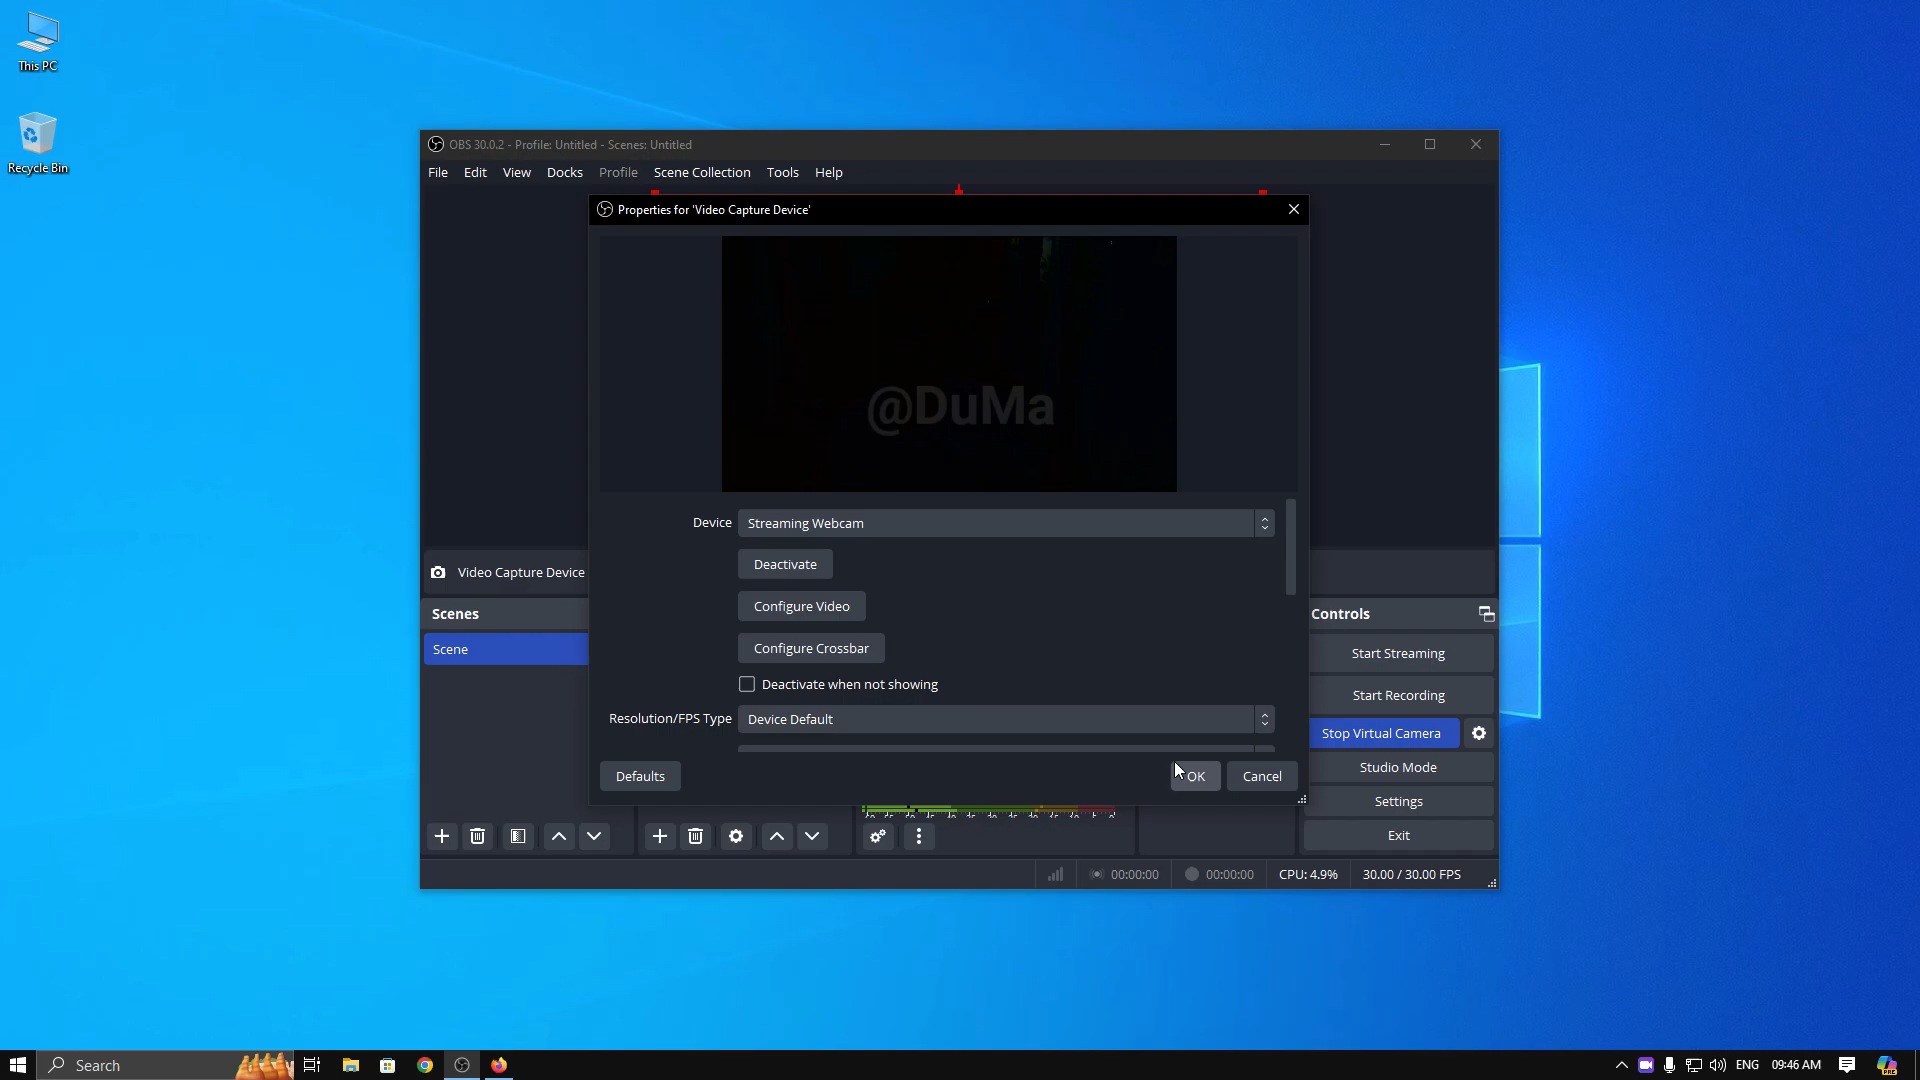 This PC
Recycle Bin
OBS 30.0.2 - Profile: Untitled - Scenes: Untitled
File Edit View Docks Profile Scene Collection Tools Help
Properties for 'Video Capture Device'
@DuMa
Device Streaming Webcam
Deactivate
Configure Video
Configure Crossbar
Deactivate when not showing
Resolution/FPS Type Device Default
Defaults OK Cancel
Video Capture Device
Scenes
Scene
Controls
Start Streaming
Start Recording
Stop Virtual Camera
Studio Mode
Settings
Exit
00:00:00 00:00:00 CPU: 4.9% 30.00 / 30.00 FPS
Search
ENG 09:46 AM